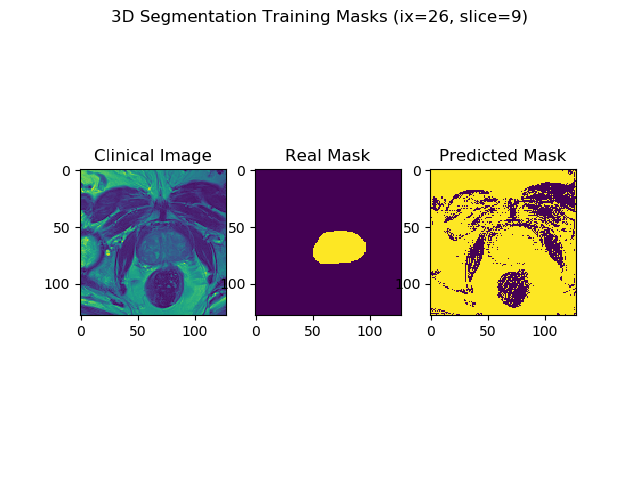 3D Segmentation Training Masks (ix=26, slice=9)
Clinical Image Real Mask Predicted Mask
0 0 0
50 50 50
100 100 100
0 50 100 0 50 100 0 50 100